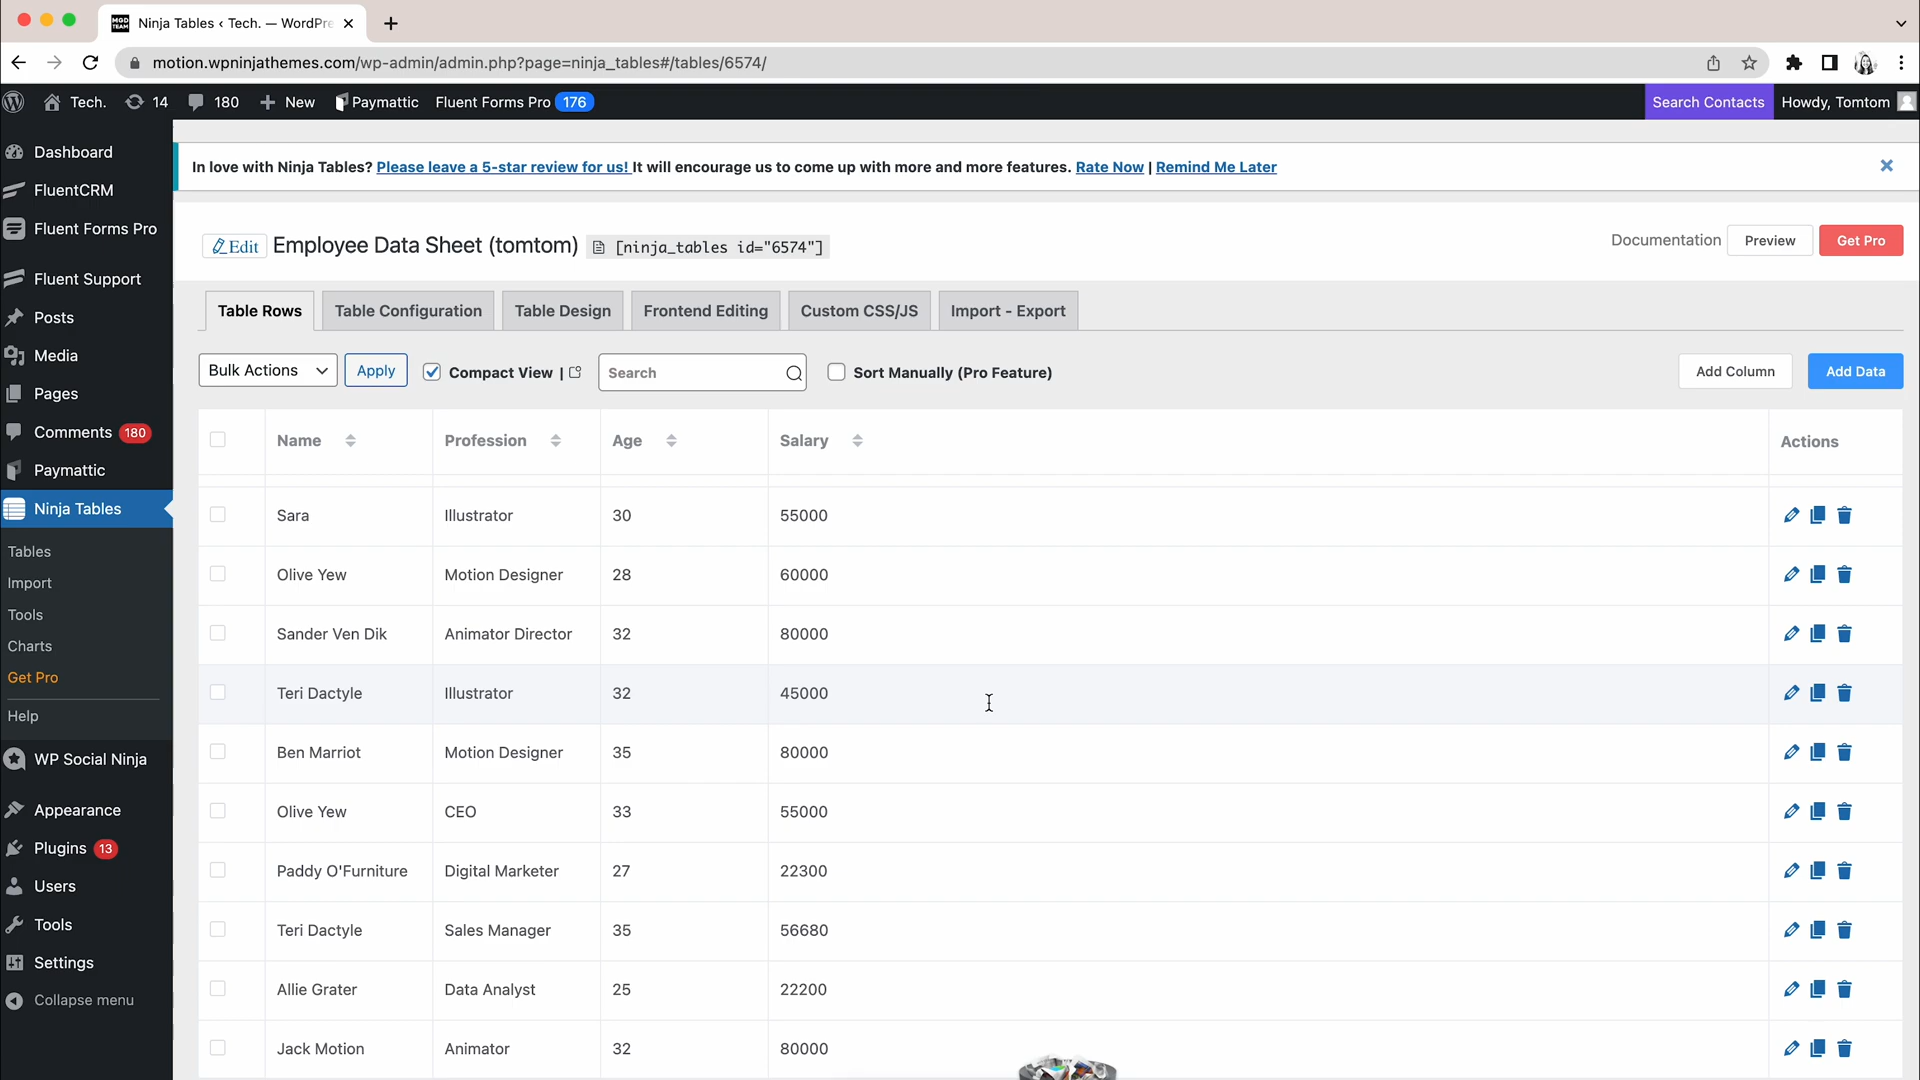 Ninja Tables ‹ Tech. — WordPre
motion.wpninjathemes.com/wp-admin/admin.php?page=ninja_tables#/tables/6574/
Tech. 14 180 New Paymattic Fluent Forms Pro 176 Search Contacts Howdy, Tomtom
Dashboard
FluentCRM
Fluent Forms Pro
Fluent Support
Posts
Media
Pages
Comments 180
Paymattic
Ninja Tables
Tables
Import
Tools
Charts
Get Pro
Help
WP Social Ninja
Appearance
Plugins 13
Users
Tools
Settings
Collapse menu
In love with Ninja Tables? Please leave a 5-star review for us! It will encourage us to come up with more and more features. Rate Now | Remind Me Later
Edit Employee Data Sheet (tomtom) [ninja_tables id="6574"] Documentation Preview Get Pro
Table Rows Table Configuration Table Design Frontend Editing Custom CSS/JS Import - Export
Bulk Actions Apply Compact View | Search Sort Manually (Pro Feature) Add Column Add Data
Name Profession Age Salary Actions
Sara Illustrator 30 55000
Olive Yew Motion Designer 28 60000
Sander Ven Dik Animator Director 32 80000
Teri Dactyle Illustrator 32 45000
Ben Marriot Motion Designer 35 80000
Olive Yew CEO 33 55000
Paddy O'Furniture Digital Marketer 27 22300
Teri Dactyle Sales Manager 35 56680
Allie Grater Data Analyst 25 22200
Jack Motion Animator 32 80000